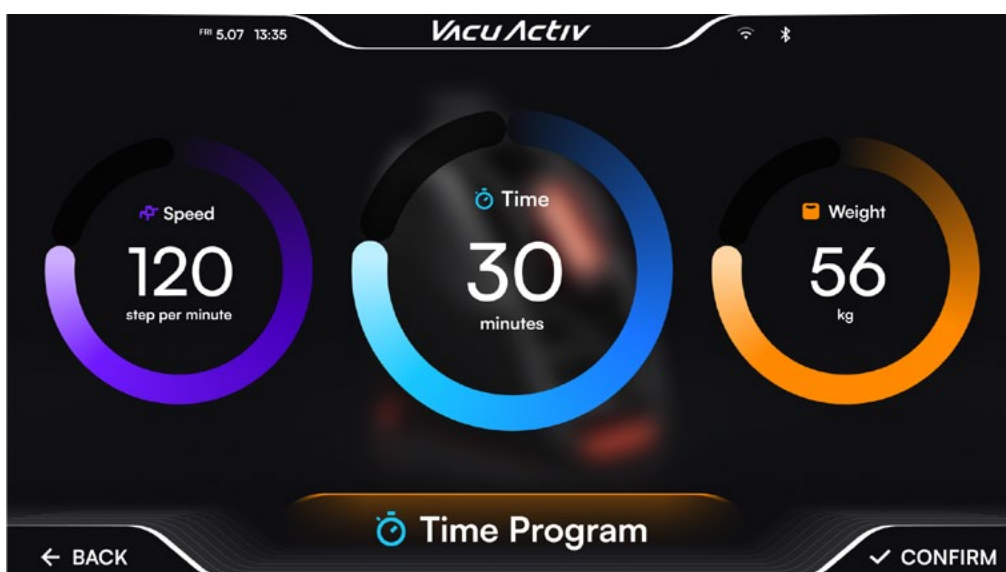 FRI 5.07 13:35
VacuActiv
Speed
120
step per minute
Time
30
minutes
Weight
56
kg
Time Program
← BACK
✓ CONFIRM